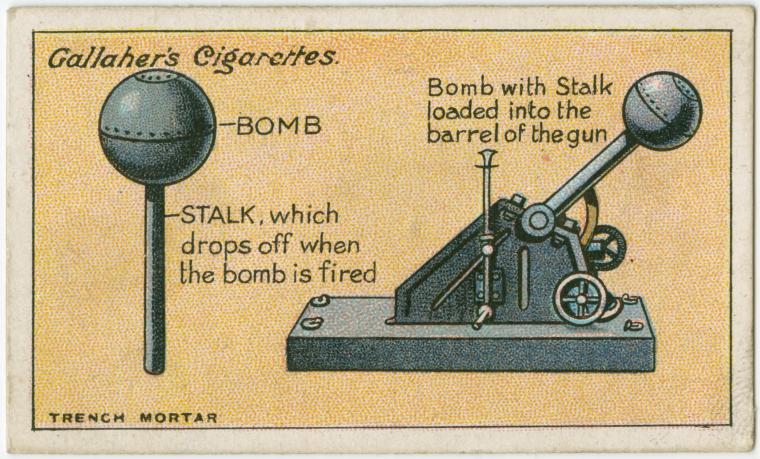 Gallaher's Cigarettes.
BOMB
STALK, which
drops off when
the bomb is fired
Bomb with Stalk
loaded into the
barrel of the gun
TRENCH MORTAR